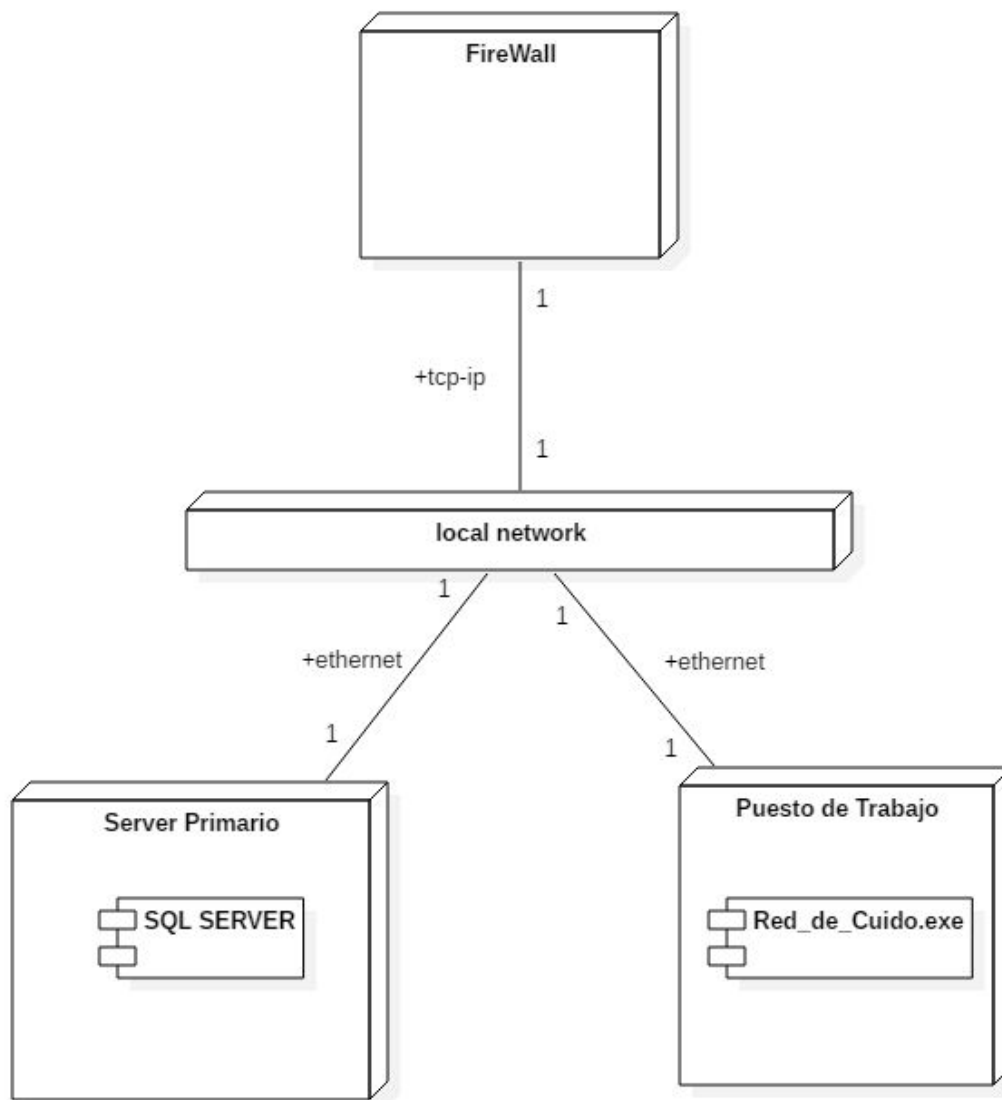 FireWall
1
+tcp-ip
1
local network
1
1
+ethernet
+ethernet
1
1
Server Primario
Puesto de Trabajo
SQL SERVER
Red_de_Cuido.exe